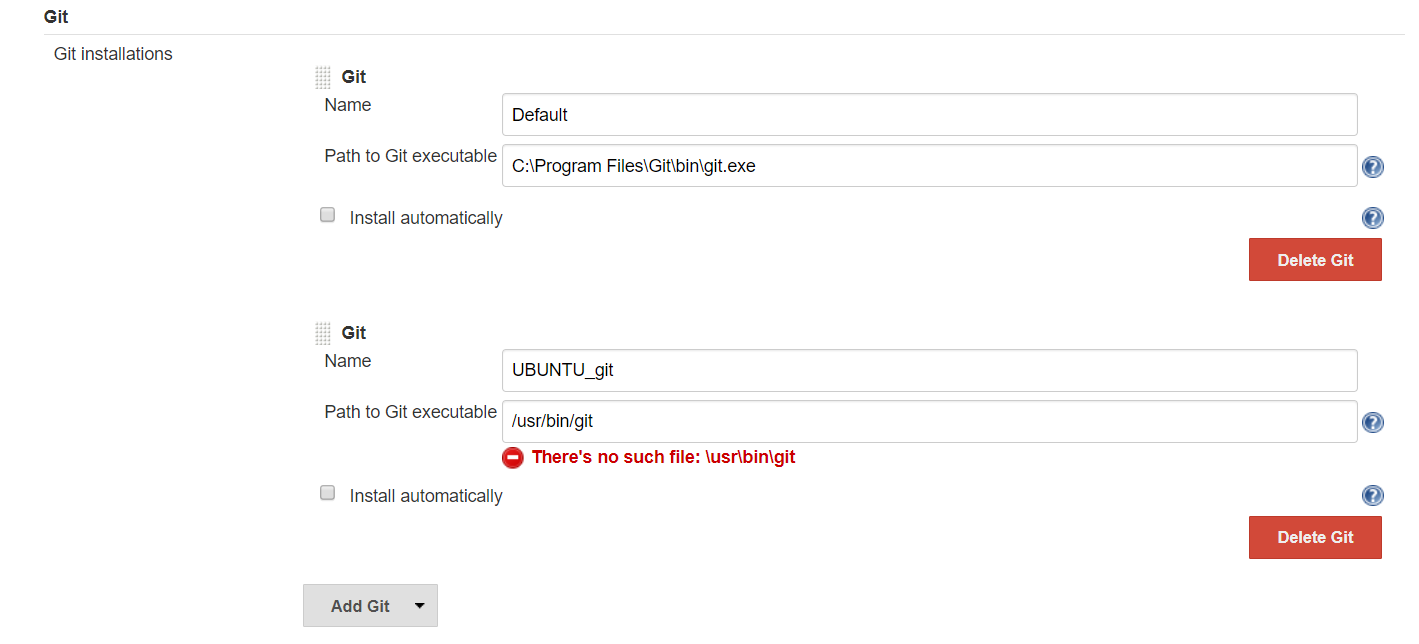 Git
Git installations
Git
Name
Default
Path to Git executable
C:\Program Files\Git\bin\git.exe
?
Install automatically
?
Delete Git
Git
Name
UBUNTU_git
Path to Git executable
/usr/bin/git
?
There's no such file: \usr\bin\git
Install automatically
?
Delete Git
Add Git